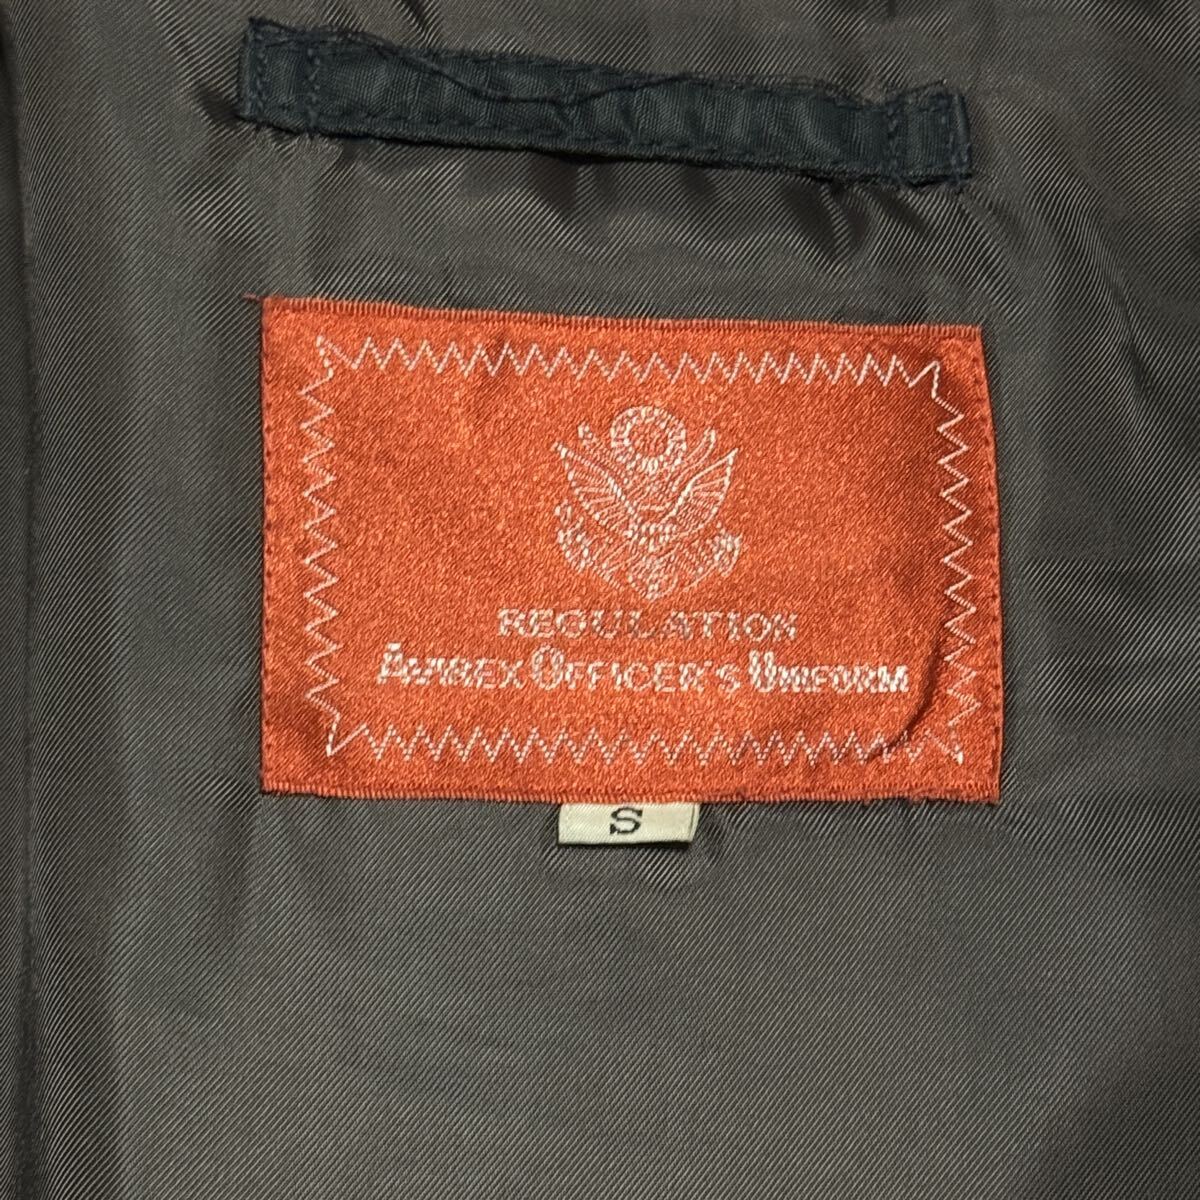 REGULATION
AVIREX OFFICER'S UNIFORM
S